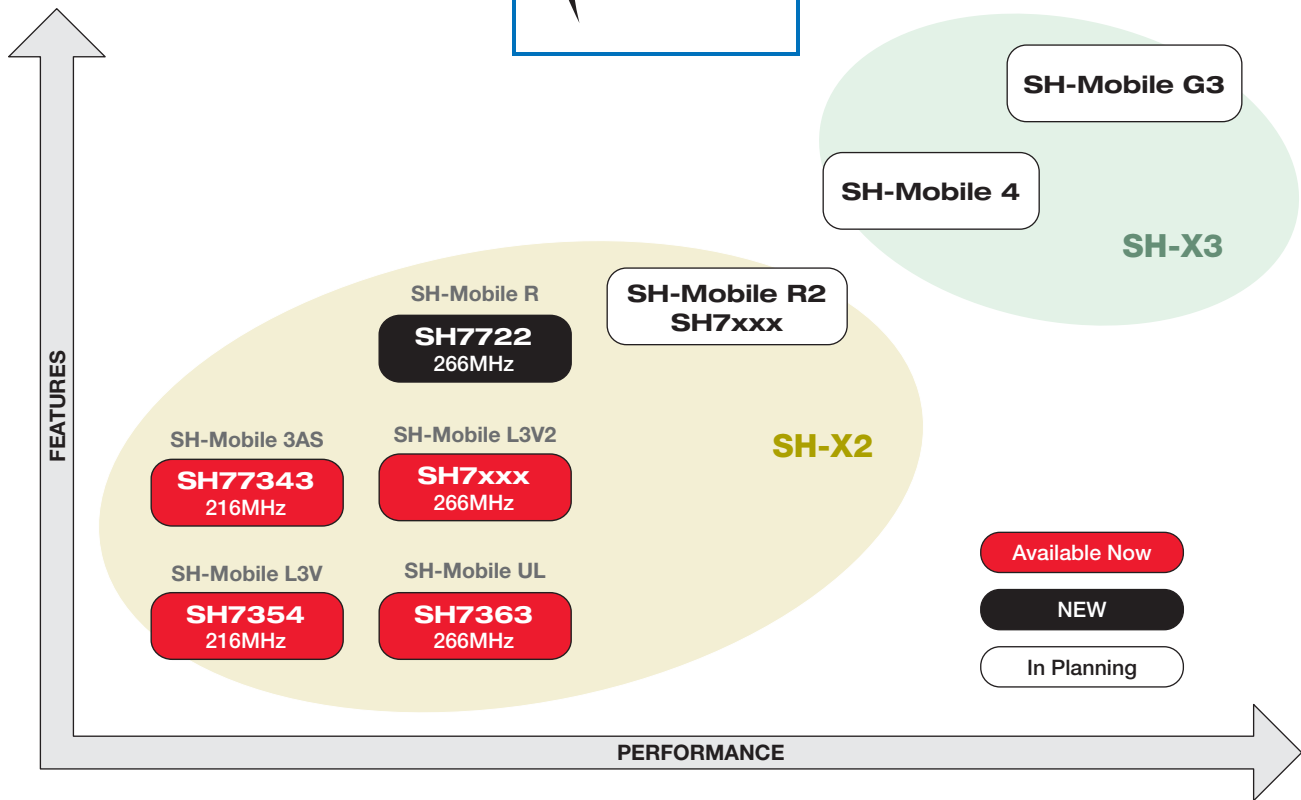 SH-Mobile G3
SH-Mobile 4
SH-X3
SH-Mobile R
SH7722
266MHz
SH-Mobile R2
SH7xxx
SH-X2
SH-Mobile 3AS
SH77343
216MHz
SH-Mobile L3V2
SH7xxx
266MHz
SH-Mobile L3V
SH7354
216MHz
SH-Mobile UL
SH7363
266MHz
Available Now
NEW
In Planning
FEATURES
PERFORMANCE